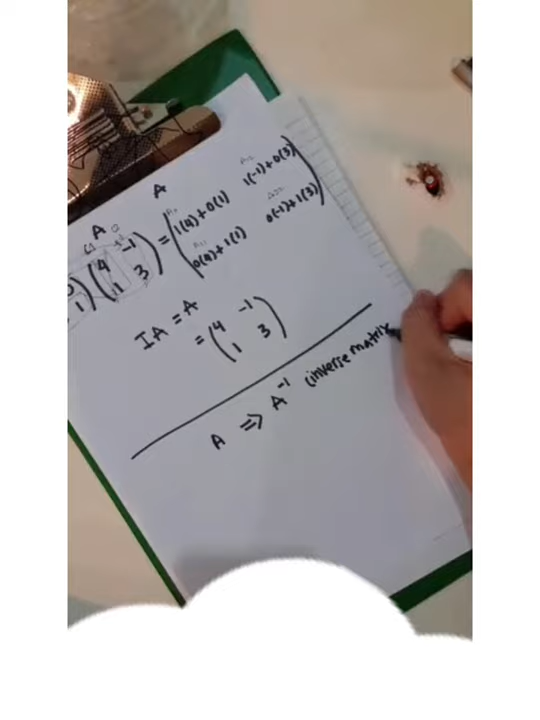 A
A
1)(4 -1 = (1(4)+0(1) 1(-1)+0(3)
1 3) 0(4)+1(1) 0(-1)+1(3))
IA = A
= (4 -1
1 3)
A ⇒ A⁻¹ (inverse matrix